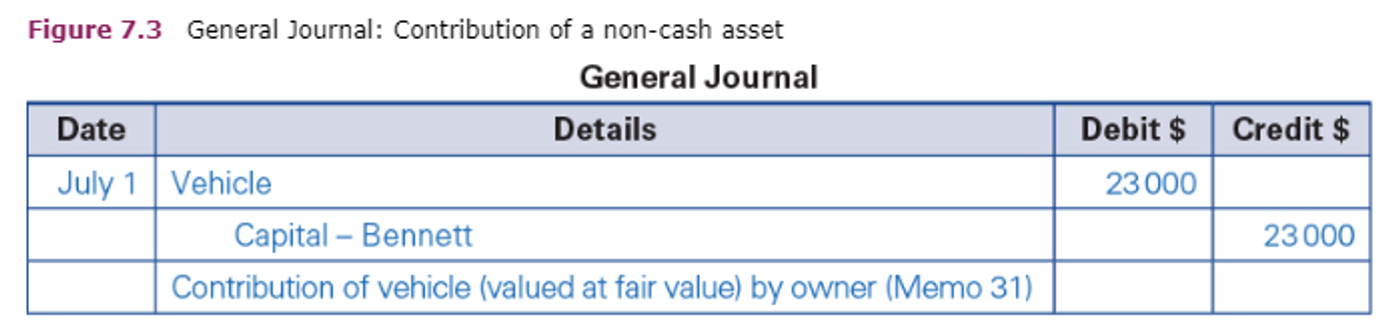 Figure 7.3 General Journal: Contribution of a non-cash asset
General Journal
Date Details Debit $ Credit $
July 1 Vehicle 23 000
Capital – Bennett 23 000
Contribution of vehicle (valued at fair value) by owner (Memo 31)